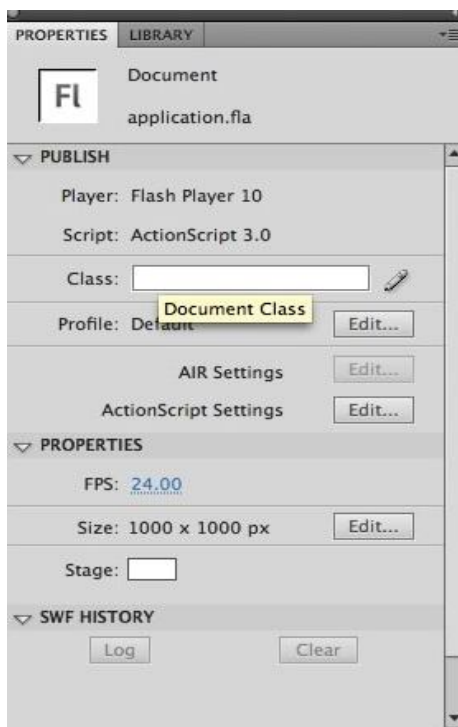 PROPERTIES LIBRARY
Fl
Document
application.fla
PUBLISH
Player: Flash Player 10
Script: ActionScript 3.0
Class:
Document Class
Profile: Default Edit...
AIR Settings Edit...
ActionScript Settings Edit...
PROPERTIES
FPS: 24.00
Size: 1000 x 1000 px Edit...
Stage:
SWF HISTORY
Log Clear